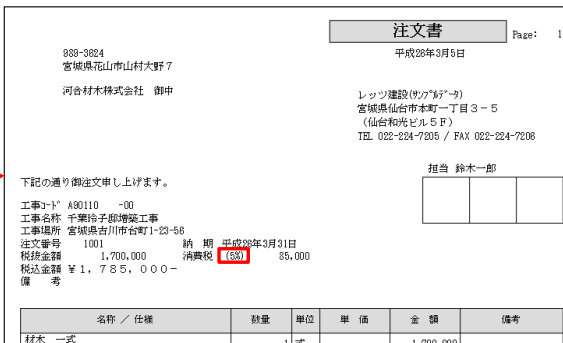 注文書 Page: 1
平成26年3月5日
989-3624
宮城県花山市山村大野7
河合材木株式会社 御中
レッツ建設(サンプルデータ)
宮城県仙台市本町一丁目3-5
(仙台和光ビル5F)
TEL 022-224-7205 / FAX 022-224-7206
担当 鈴木一郎
下記の通り御注文申し上げます。
工事コード A90110 -00
工事名称 千葉玲子邸増築工事
工事場所 宮城県古川市台町1-23-56
注文番号 1001 納 期 平成26年3月31日
税抜金額 1,700,000 消費税 (5%) 85,000
税込金額 ¥1,785,000-
備 考
名称 / 仕様 数量 単位 単 価 金 額 備考
材木 一式 1 式 1,700,000